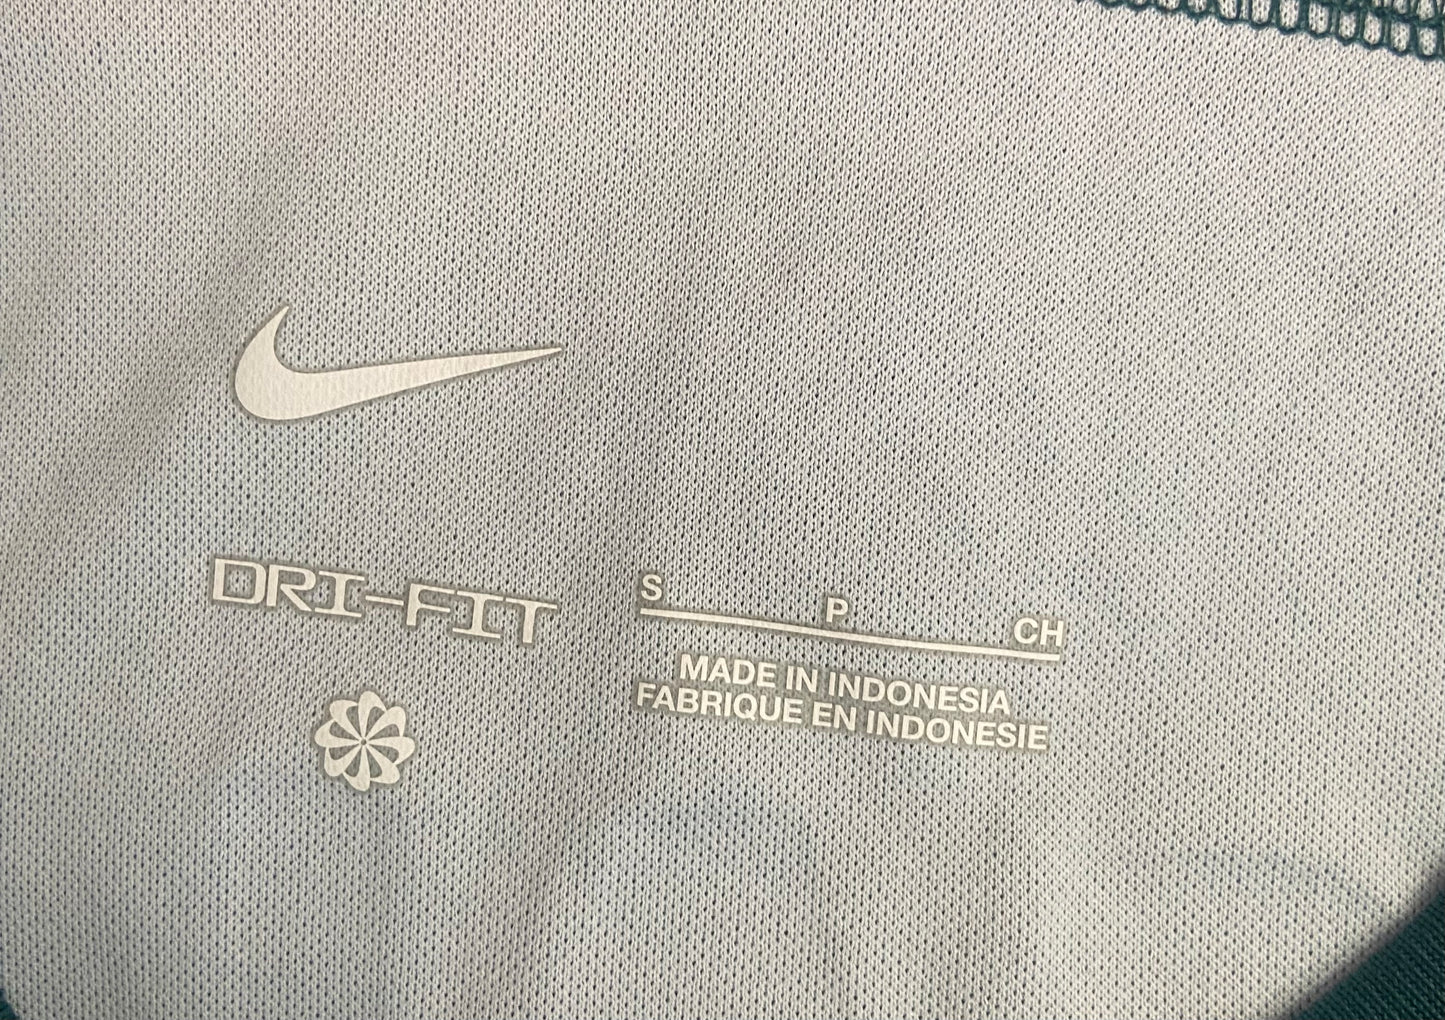 DRI-FIT
S P CH
MADE IN INDONESIA
FABRIQUE EN INDONESIE